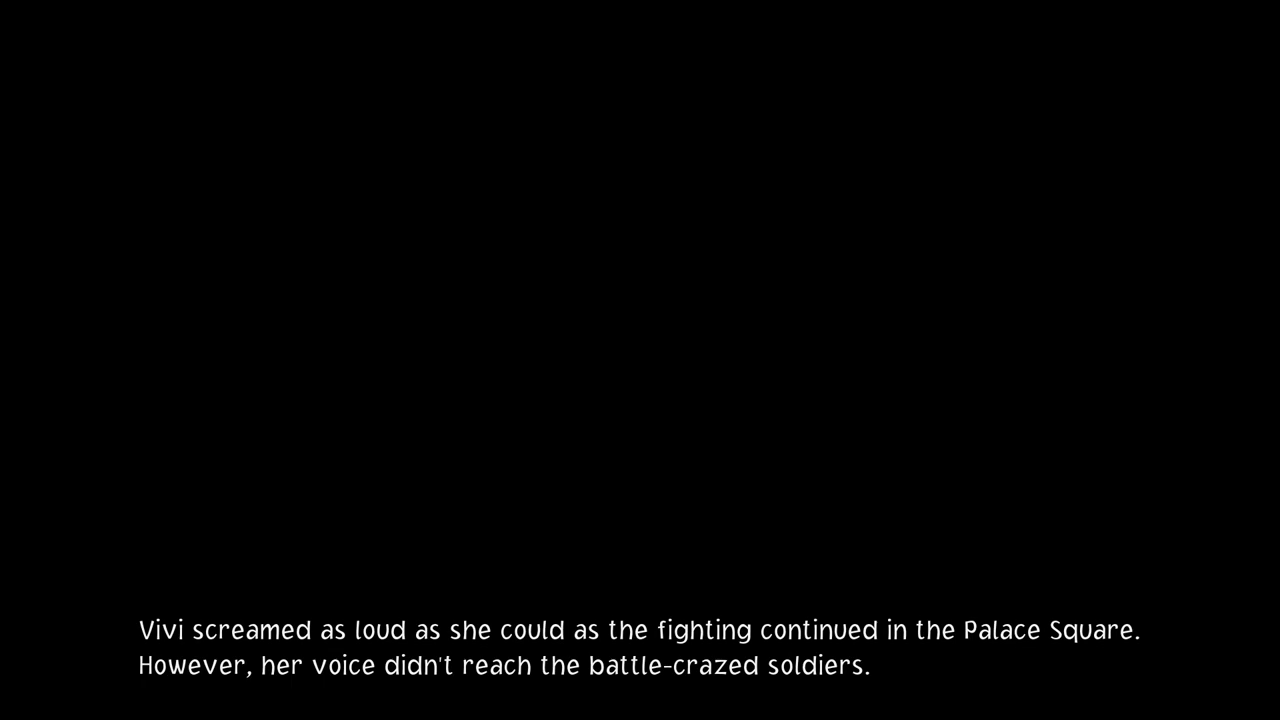 Vivi screamed as loud as she could as the fighting continued in the Palace Square.
However, her voice didn't reach the battle-crazed soldiers.